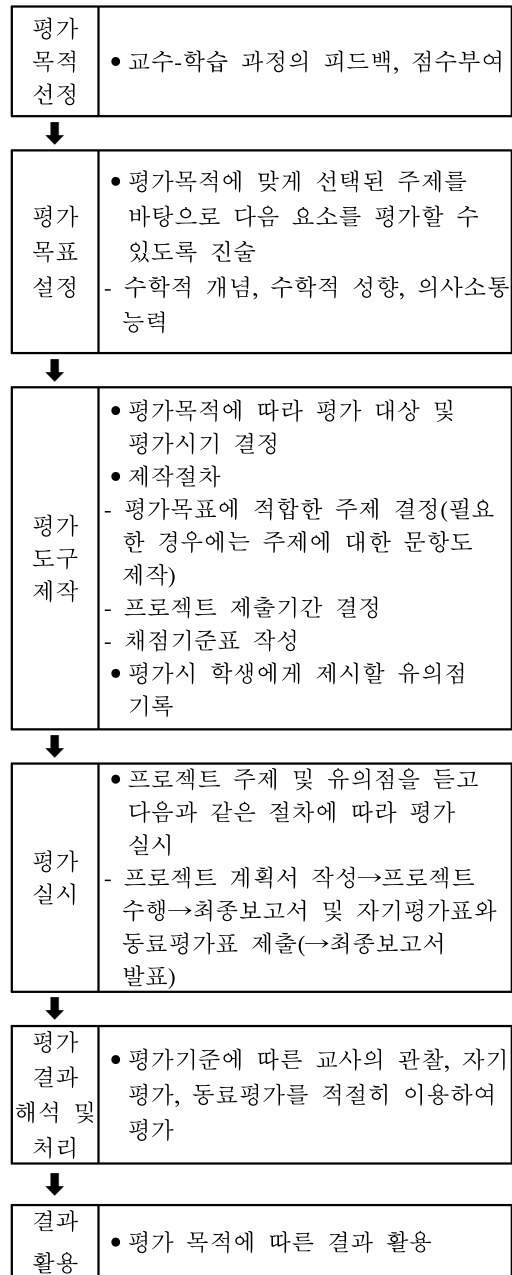 평가
목적
선정
• 교수-학습 과정의 피드백, 점수부여
평가
목표
설정
• 평가목적에 맞게 선택된 주제를
바탕으로 다음 요소를 평가할 수
있도록 진술
- 수학적 개념, 수학적 성향, 의사소통
능력
평가
도구
제작
• 평가목적에 따라 평가 대상 및
평가시기 결정
• 제작절차
- 평가목표에 적합한 주제 결정(필요
한 경우에는 주제에 대한 문항도
제작)
- 프로젝트 제출기간 결정
- 채점기준표 작성
• 평가시 학생에게 제시할 유의점
기록
평가
실시
• 프로젝트 주제 및 유의점을 듣고
다음과 같은 절차에 따라 평가
실시
- 프로젝트 계획서 작성→프로젝트
수행→최종보고서 및 자기평가표와
동료평가표 제출(→최종보고서
발표)
평가
결과
해석 및
처리
• 평가기준에 따른 교사의 관찰, 자기
평가, 동료평가를 적절히 이용하여
평가
결과
활용
• 평가 목적에 따른 결과 활용